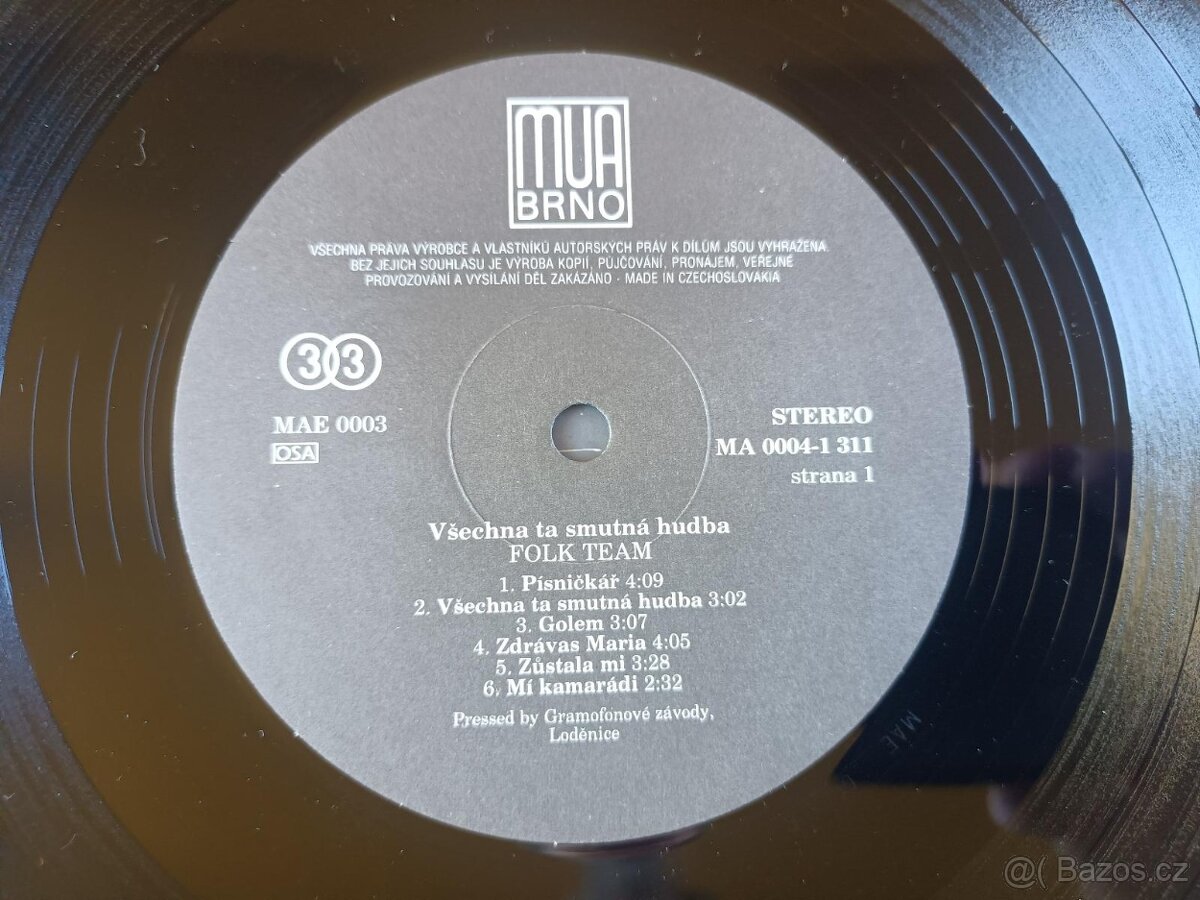 MUA
BRNO
VŠECHNA PRÁVA VÝROBCE A VLASTNÍKŮ AUTORSKÝCH PRÁV K DÍLŮM JSOU VYHRAŽENA.
BEZ JEJICH SOUHLASU JE VÝROBA KOPIÍ, PŮJČOVÁNÍ, PRONÁJEM, VEŘEJNÉ
PROVOZOVÁNÍ A VYSÍLÁNÍ DĚL ZAKÁZÁNO · MADE IN CZECHOSLOVAKIA
33
MAE 0003
OSA
STEREO
MA 0004-1 311
strana 1
Všechna ta smutná hudba
FOLK TEAM
1. Písničkář 4:09
2. Všechna ta smutná hudba 3:02
3. Golem 3:07
4. Zdrávas Maria 4:05
5. Zůstala mi 3:28
6. Mí kamarádi 2:32
Pressed by Gramofonové závody,
Loděnice
MAE
@( Bazos.cz